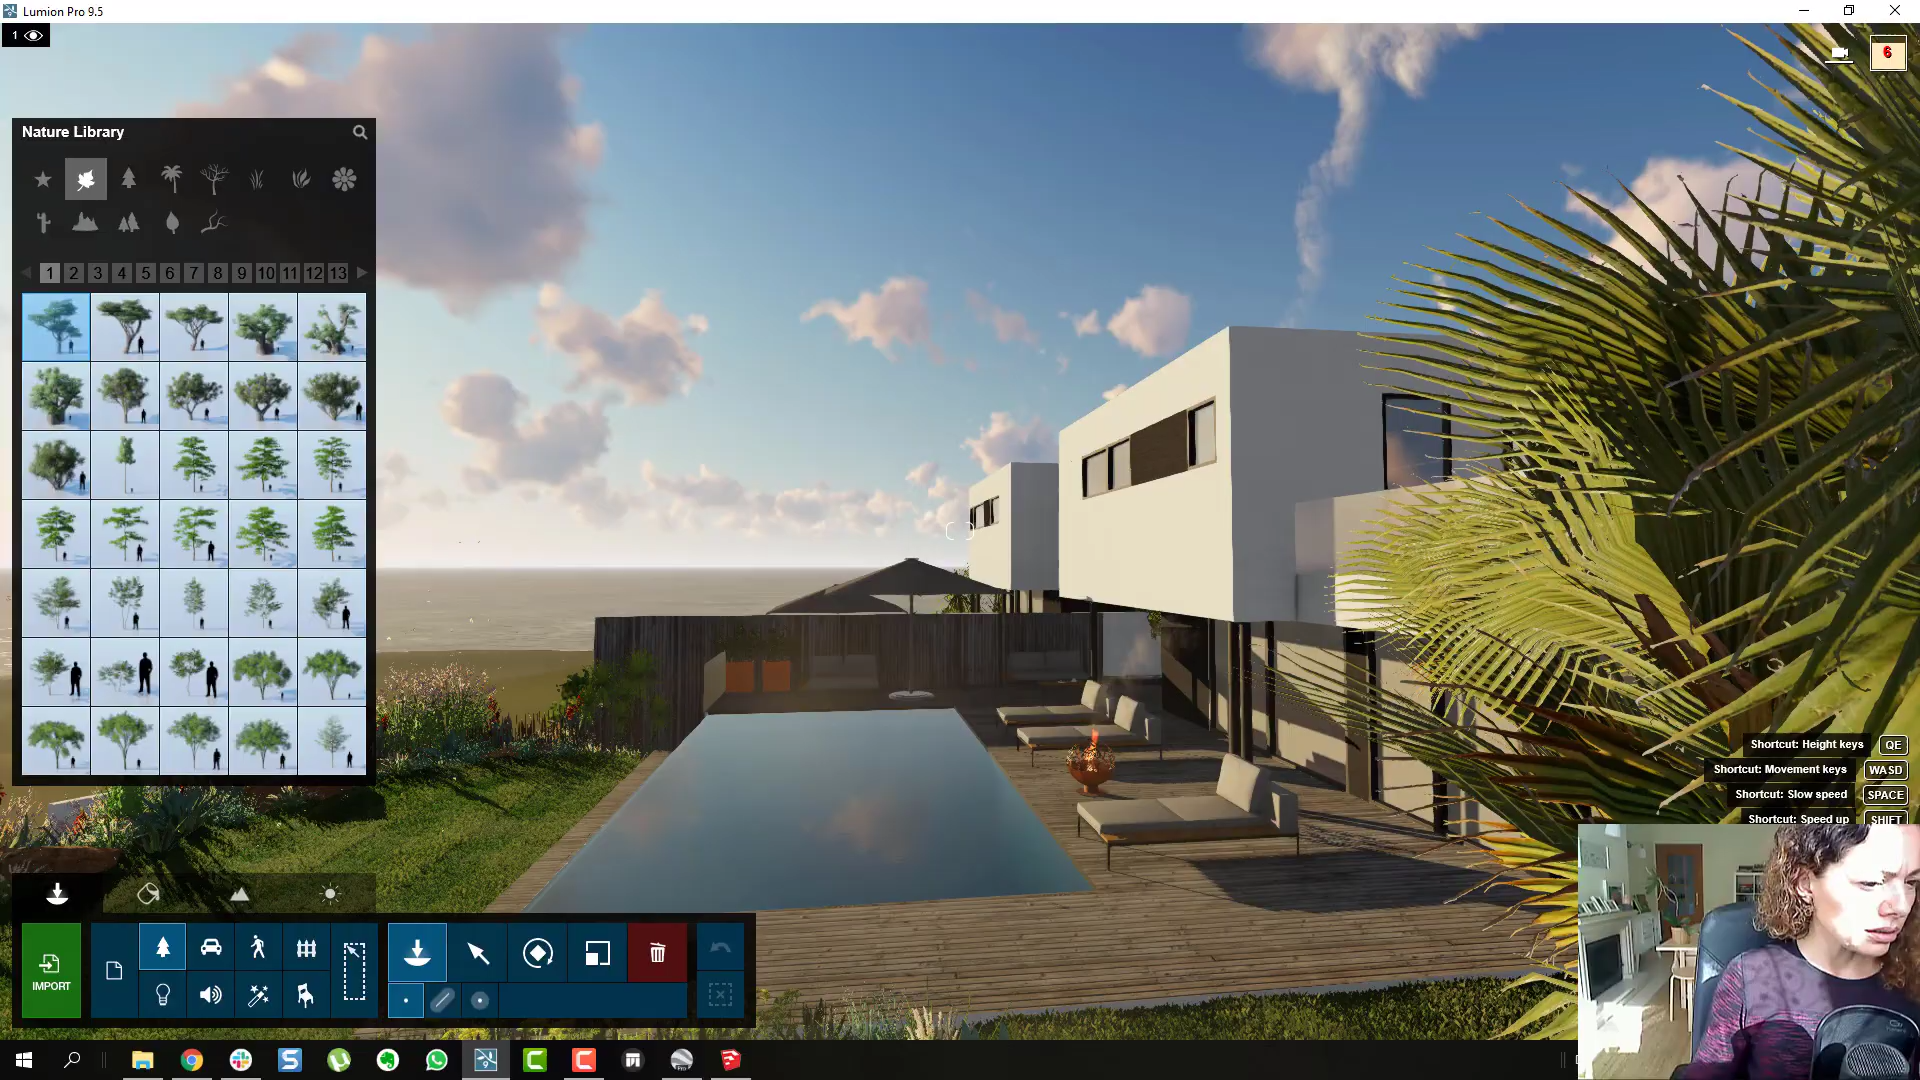 Lumion Pro 9.5
1
6
Nature Library
1 2 3 4 5 6 7 8 9 10 11 12 13
Shortcut: Height keys QE
Shortcut: Movement keys WASD
Shortcut: Slow speed SPACE
Shortcut: Speed up SHIFT
IMPORT